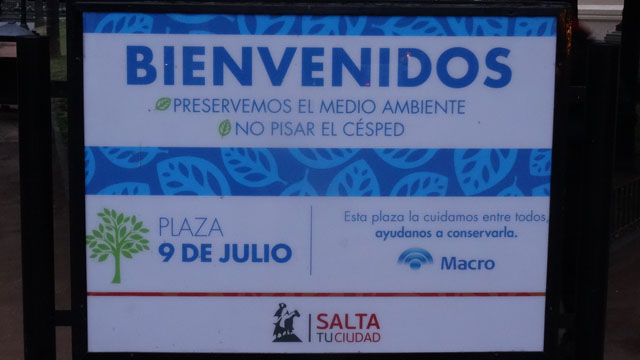 BIENVENIDOS
PRESERVEMOS EL MEDIO AMBIENTE
NO PISAR EL CÉSPED
PLAZA
9 DE JULIO
Esta plaza la cuidamos entre todos,
ayudanos a conservarla.
Macro
SALTA
TU CIUDAD